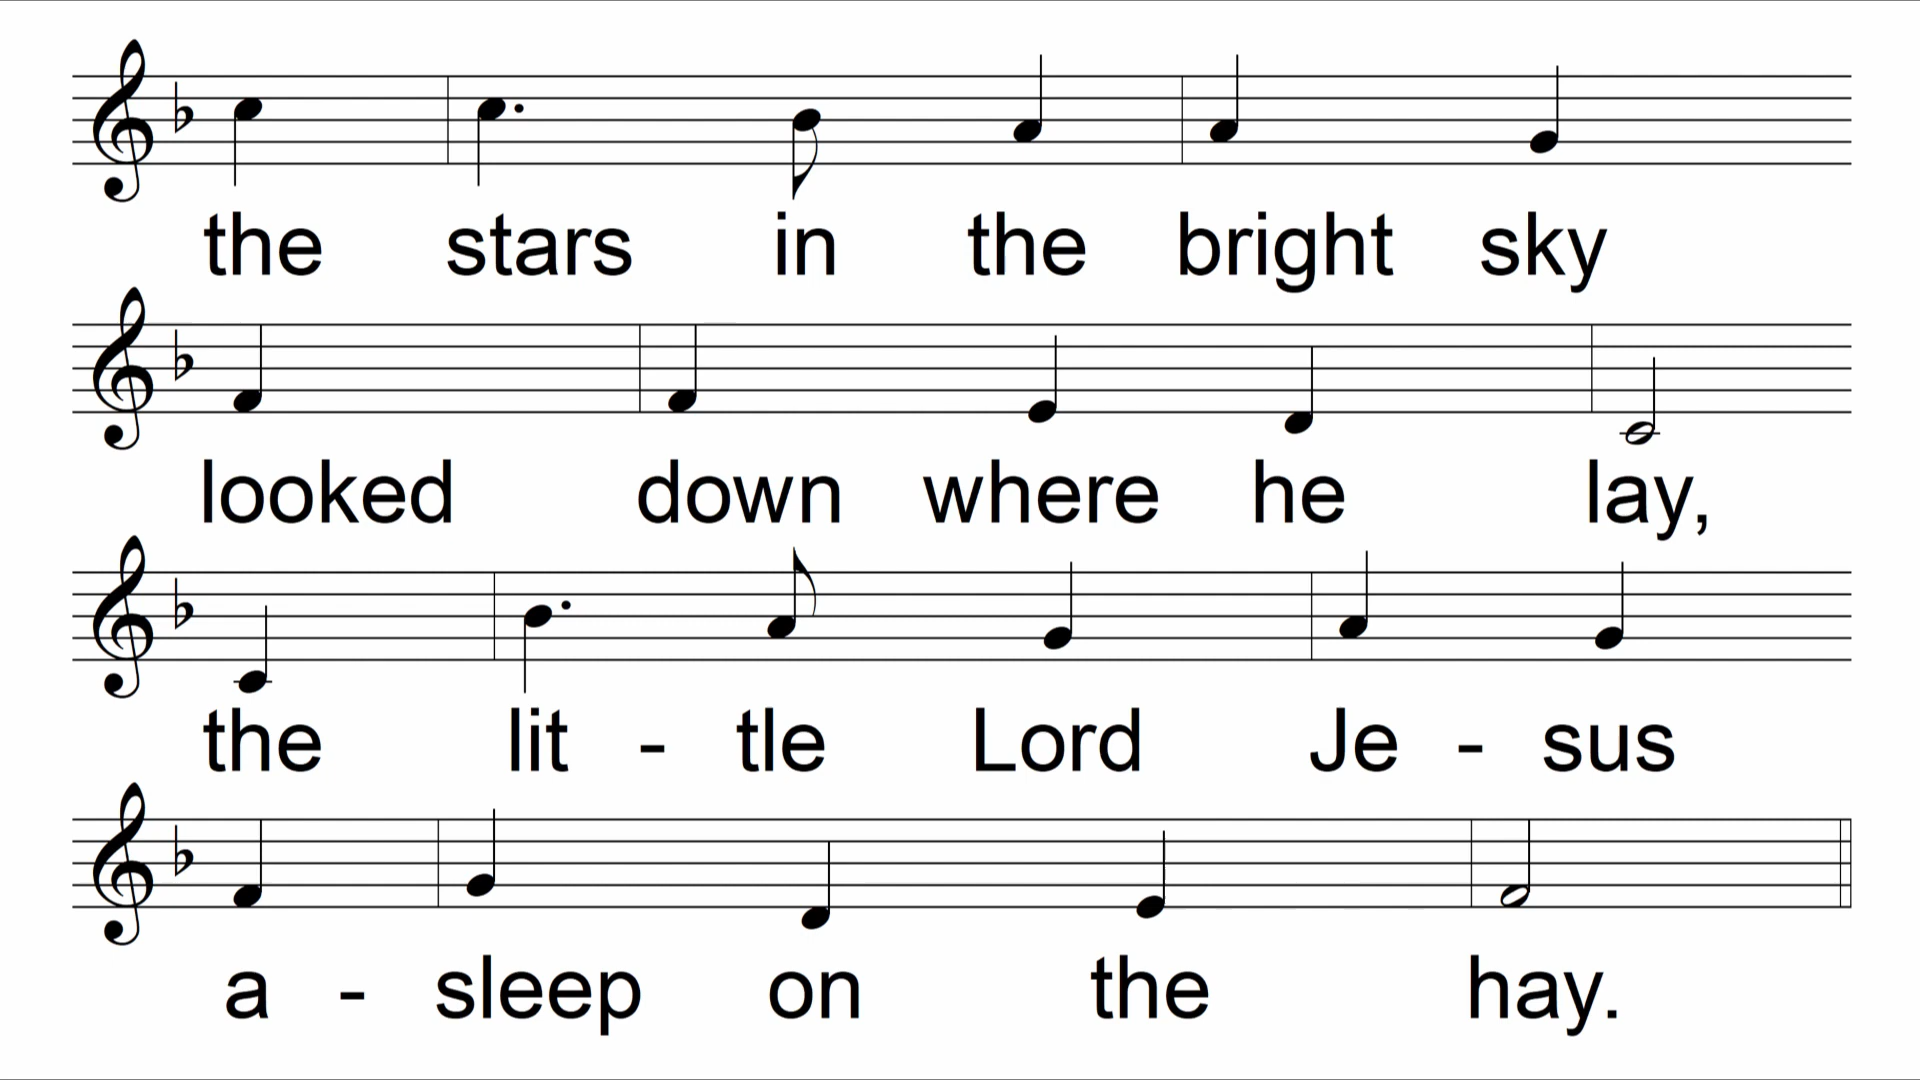 the stars in the bright sky
looked down where he lay,
the lit - tle Lord Je - sus
a - sleep on the hay.